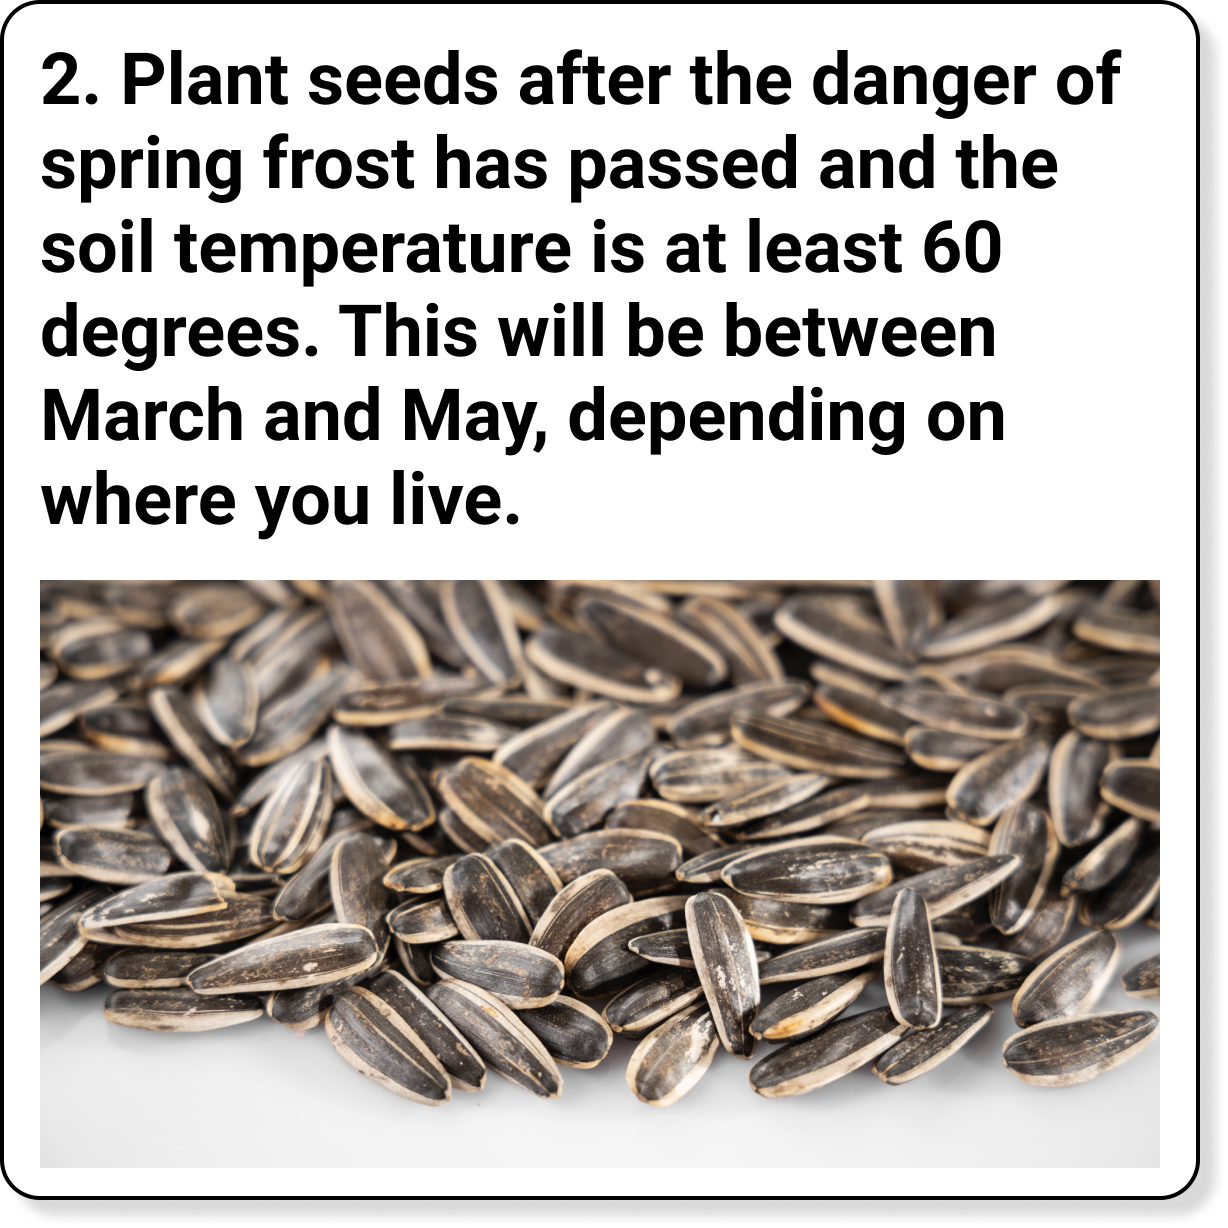 2. Plant seeds after the danger of
spring frost has passed and the
soil temperature is at least 60
degrees. This will be between
March and May, depending on
where you live.